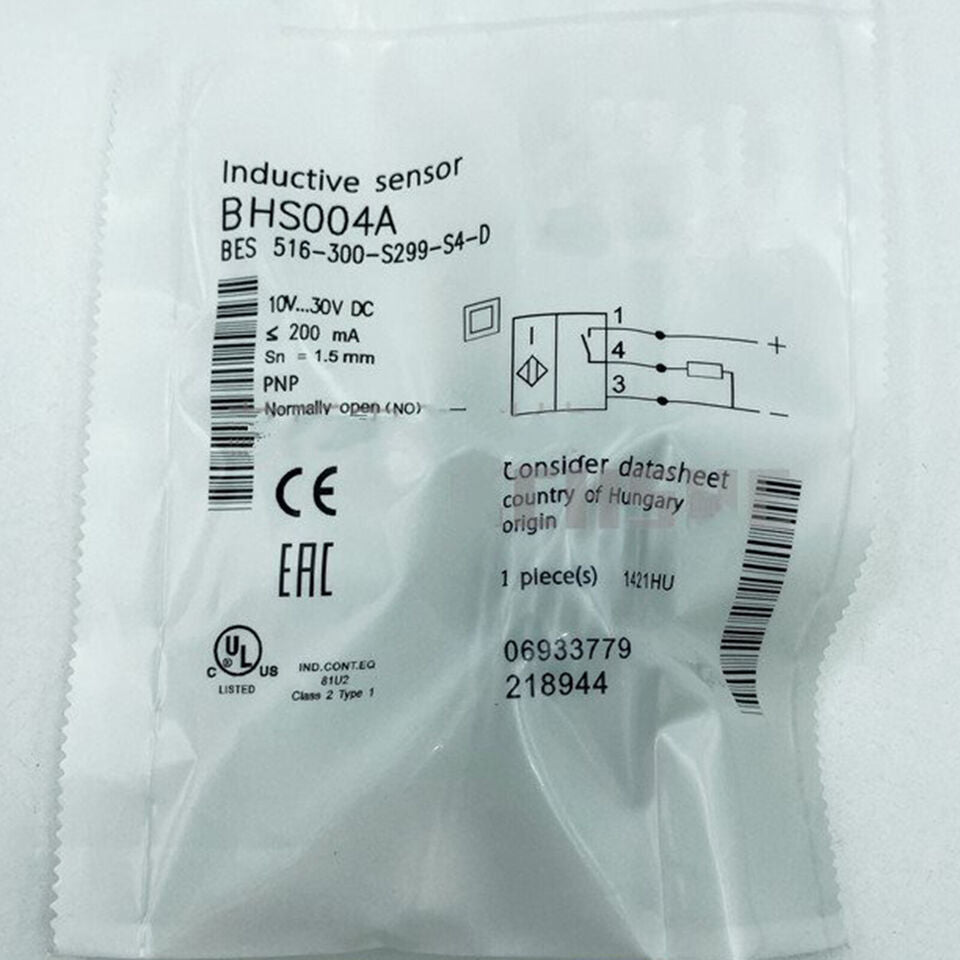 Inductive sensor
BHS004A
BES 516-300-S299-S4-D
10V...30V DC
≤ 200 mA
Sn = 1.5 mm
PNP
Normally open (NO)
1
4
3
+
−
CE
EAC
Consider datasheet
country of Hungary
origin
1 piece(s) 1421HU
06933779
218944
C UL ® US
LISTED
IND.CONT.EQ
81U2
Class 2 Type 1